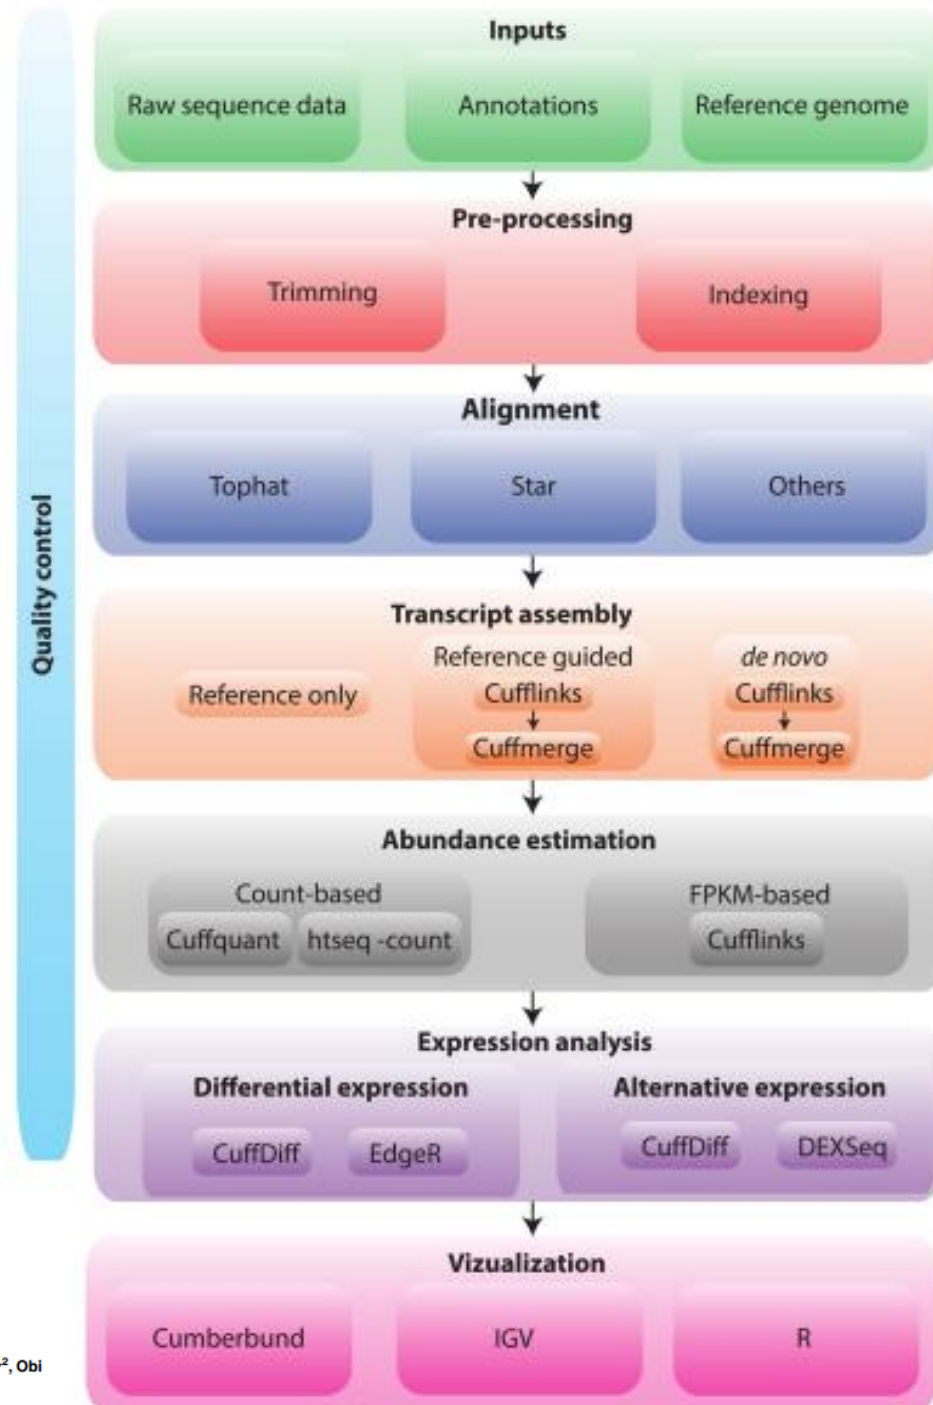 Inputs
Raw sequence data
Annotations
Reference genome
Pre-processing
Trimming
Indexing
Alignment
Tophat
Star
Others
Quality control
Transcript assembly
Reference only
Reference guided
Cufflinks
Cuffmerge
de novo
Cufflinks
Cuffmerge
Abundance estimation
Count-based
Cuffquant
htseq -count
FPKM-based
Cufflinks
Expression analysis
Differential expression
CuffDiff
EdgeR
Alternative expression
CuffDiff
DEXSeq
Vizualization
Cumberbund
IGV
R
², Obi